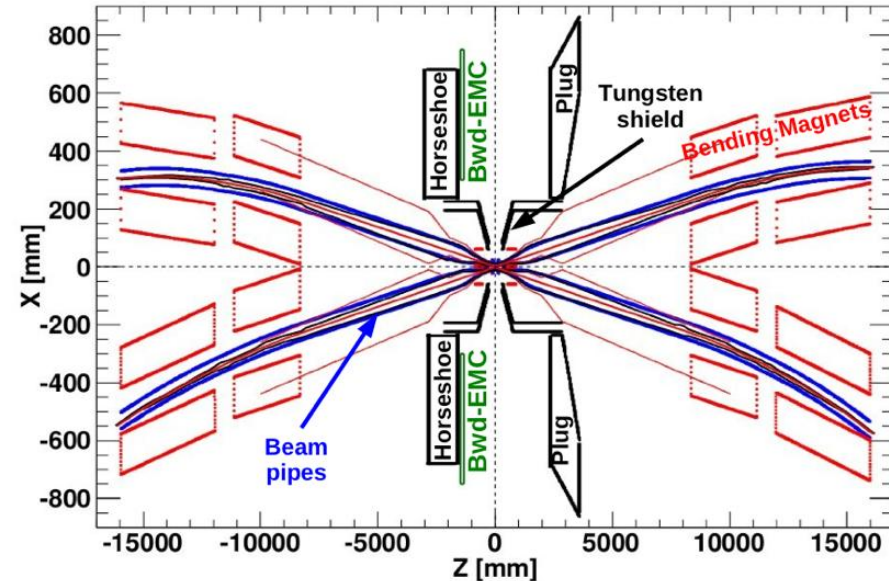 800
600
400
200
0
-200
-400
-600
-800
X [mm]
-15000 -10000 -5000 0 5000 10000 15000
Z [mm]
Horseshoe
Bwd-EMC
Plug
Tungsten
shield
Bending Magnets
Horseshoe
Bwd-EMC
Plug
Beam
pipes